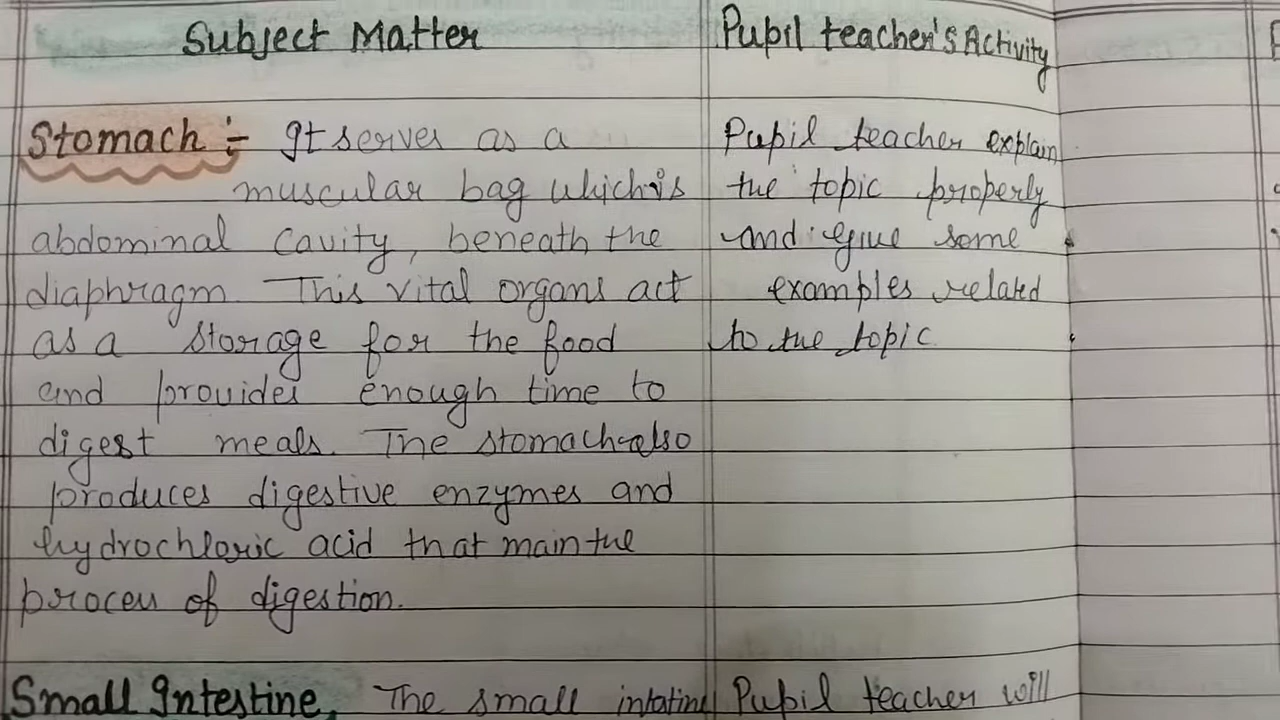 Subject Matter
Pupil teacher's Activity
Stomach :- It serves as a
muscular bag which is
abdominal cavity, beneath the
diaphragm. This vital organs act
as a storage for the food
and provides enough time to
digest meals. The stomach also
produces digestive enzymes and
hydrochloric acid that main the
process of digestion.
Pupil teacher explain
the topic properly
and give some
examples related
to the topic
Small Intestine, The small intatine
Pupil teacher will